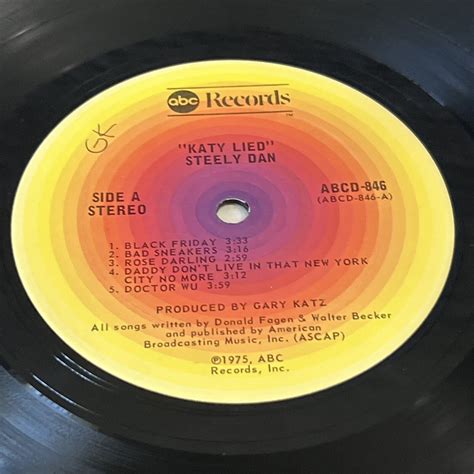 abc Records
TM
GK
"KATY LIED"
STEELY DAN
SIDE A
STEREO
ABCD-846
(ABCD-846-A)
1. BLACK FRIDAY 3:33
2. BAD SNEAKERS 3:16
3. ROSE DARLING 2:59
4. DADDY DON'T LIVE IN THAT NEW YORK
CITY NO MORE 3:12
5. DOCTOR WU 3:59
PRODUCED BY GARY KATZ
All songs written by Donald Fagen & Walter Becker
and published by American
Broadcasting Music, Inc. (ASCAP)
℗1975, ABC
Records, Inc.